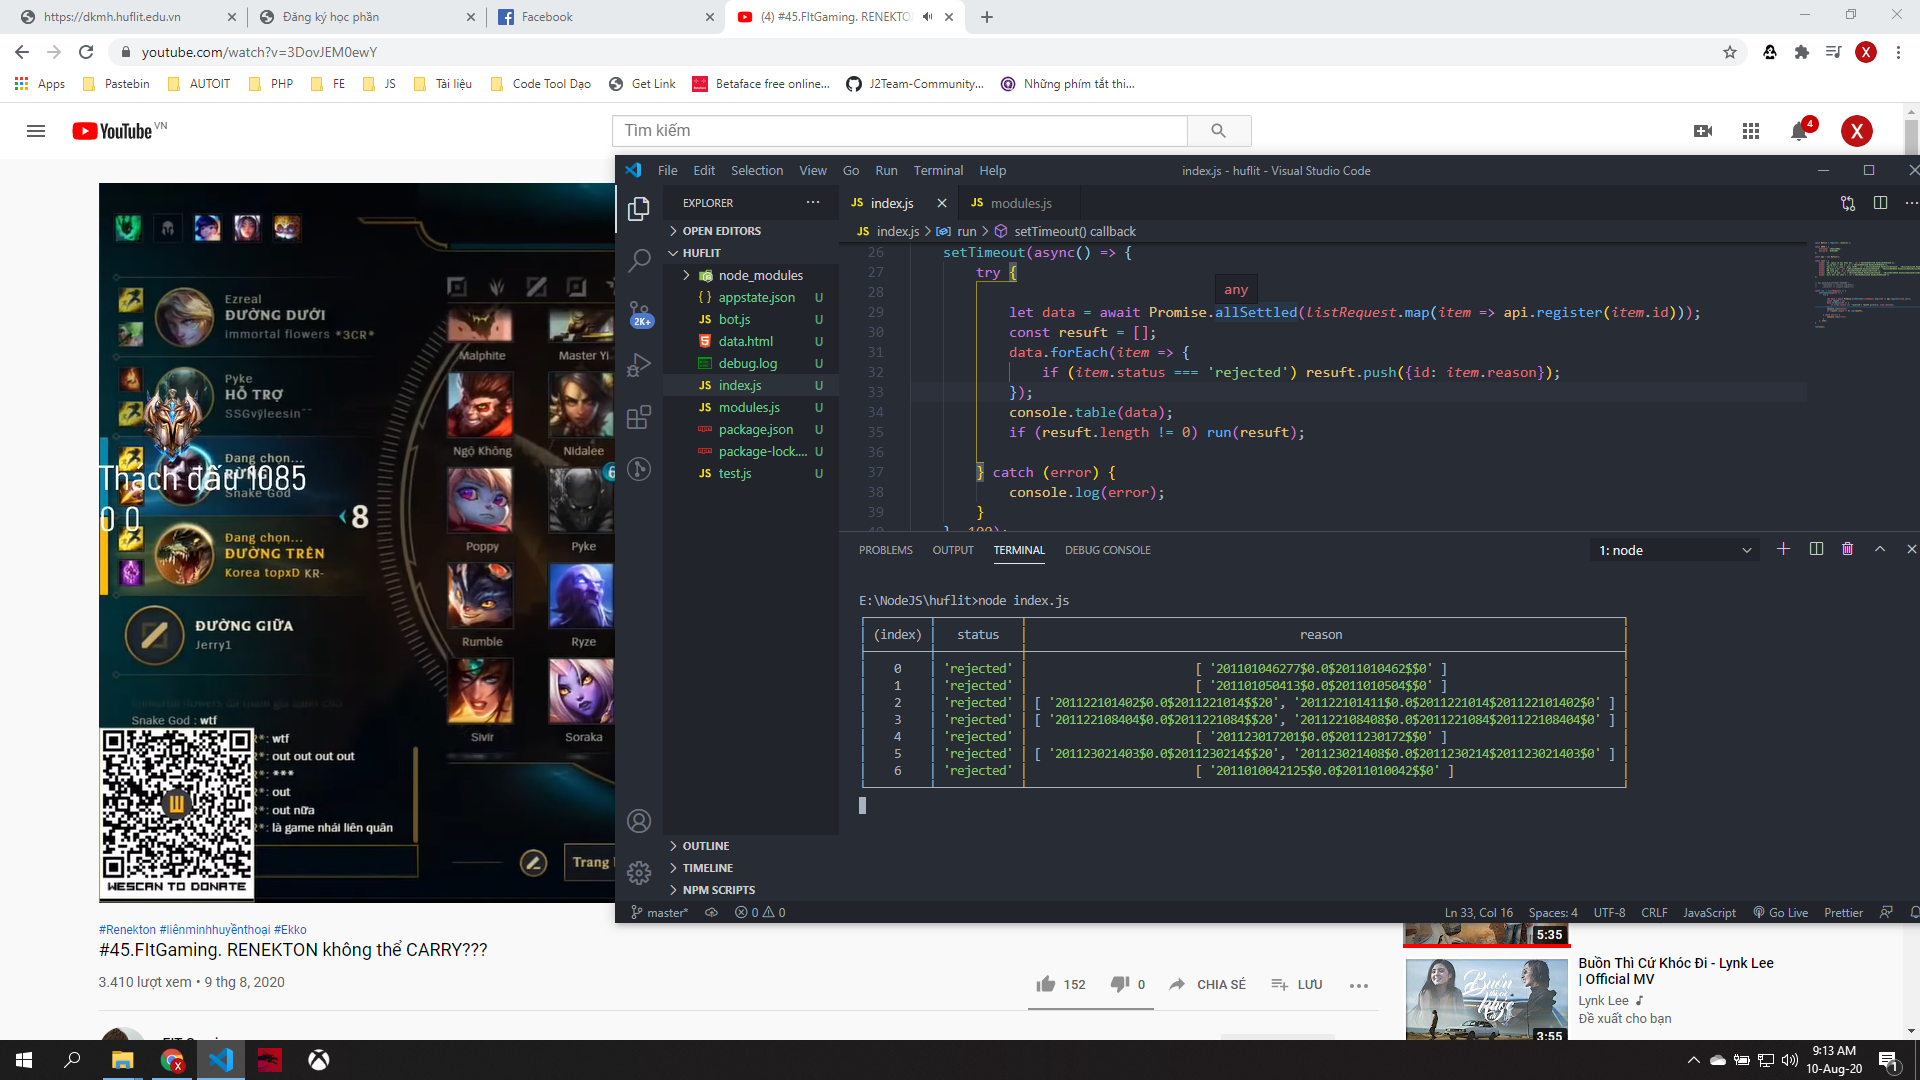 https://dkmh.huflit.edu.vn
Đăng ký học phần
Facebook
(4) #45.FItGaming. RENEKTO
youtube.com/watch?v=3DovJEM0ewY
X
Apps
Pastebin
AUTOIT
PHP
FE
JS
Tài liệu
Code Tool Dạo
Get Link
Betaface free online...
J2Team-Community...
Những phím tắt thi...
YouTube VN
Tìm kiếm
4
X
File Edit Selection View Go Run Terminal Help
index.js - huflit - Visual Studio Code
EXPLORER
OPEN EDITORS
HUFLIT
node_modules
appstate.json U
bot.js U
data.html U
debug.log U
index.js U
modules.js U
package.json U
package-lock.... U
test.js U
2K+
OUTLINE
TIMELINE
NPM SCRIPTS
JS index.js
JS modules.js
JS index.js > run > setTimeout() callback
26 setTimeout(async() => {
27 try {
any
28
29 let data = await Promise.allSettled(listRequest.map(item => api.register(item.id)));
30 const resuft = [];
31 data.forEach(item => {
32 if (item.status === 'rejected') resuft.push({id: item.reason});
33 });
34 console.table(data);
35 if (resuft.length != 0) run(resuft);
36
37 } catch (error) {
38 console.log(error);
39 }
40 }, 100);
PROBLEMS OUTPUT TERMINAL DEBUG CONSOLE
1: node
E:\NodeJS\huflit>node index.js
(index) status reason
0 'rejected' [ '201101046277$0.0$2011010462$$0' ]
1 'rejected' [ '201101050413$0.0$2011010504$$0' ]
2 'rejected' [ '201122101402$0.0$2011221014$$20', '201122101411$0.0$2011221014$201122101402$0' ]
3 'rejected' [ '201122108404$0.0$2011221084$$20', '201122108408$0.0$2011221084$201122108404$0' ]
4 'rejected' [ '201123017201$0.0$2011230172$$0' ]
5 'rejected' [ '201123021403$0.0$2011230214$$20', '201123021408$0.0$2011230214$201123021403$0' ]
6 'rejected' [ '2011010042125$0.0$2011010042$$0' ]
master* 0 0
Ln 33, Col 16 Spaces: 4 UTF-8 CRLF JavaScript Go Live Prettier
Ezreal
ĐƯỜNG DƯỚI
immortal flowers *3CR*
Pyke
HỖ TRỢ
Đang chọn...
RỪNG
Snake God
Thách đấu 1085
0 0
8
Đang chọn...
ĐƯỜNG TRÊN
Korea topxD KR-
ĐƯỜNG GIỮA
Jerry1
Malphite
Master Yi
Ngộ Không
Nidalee
Poppy
Pyke
Rumble
Ryze
Sivir
Soraka
Snake God : wtf
*: wtf
*: out out out out
*: ***
*: out
*: out nữa
*: là game nhái liên quân
Trang
WESCAN TO DONATE
#Renekton #liênminhhuyềnthoại #Ekko
#45.FItGaming. RENEKTON không thể CARRY???
3.410 lượt xem • 9 thg 8, 2020
152
0
CHIA SẺ
LƯU
5:35
Buồn Thì Cứ Khóc Đi - Lynk Lee
| Official MV
Lynk Lee
Đề xuất cho bạn
3:55
9:13 AM
10-Aug-20
1